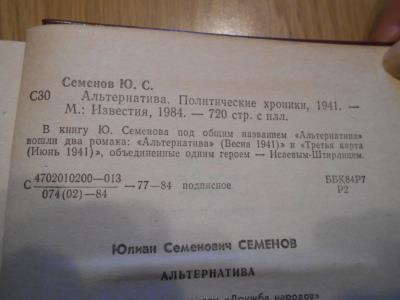 Семенов Ю. С.
С30 Альтернатива. Политические хроники, 1941. —
М.: Известия, 1984. — 720 стр. с илл.
В книгу Ю. Семенова под общим названием «Альтернатива»
вошли два романа: «Альтернатива» (Весна 1941)» и «Третья карта
(Июнь 1941)», объединенные одним героем — Исаевым-Штирлицем.
С 4702010200—013
074(02)—84 —77—84 подписное
ББК84Р7
Р2
Юлиан Семенович СЕМЕНОВ
АЛЬТЕРНАТИВА
«Дружба народов»